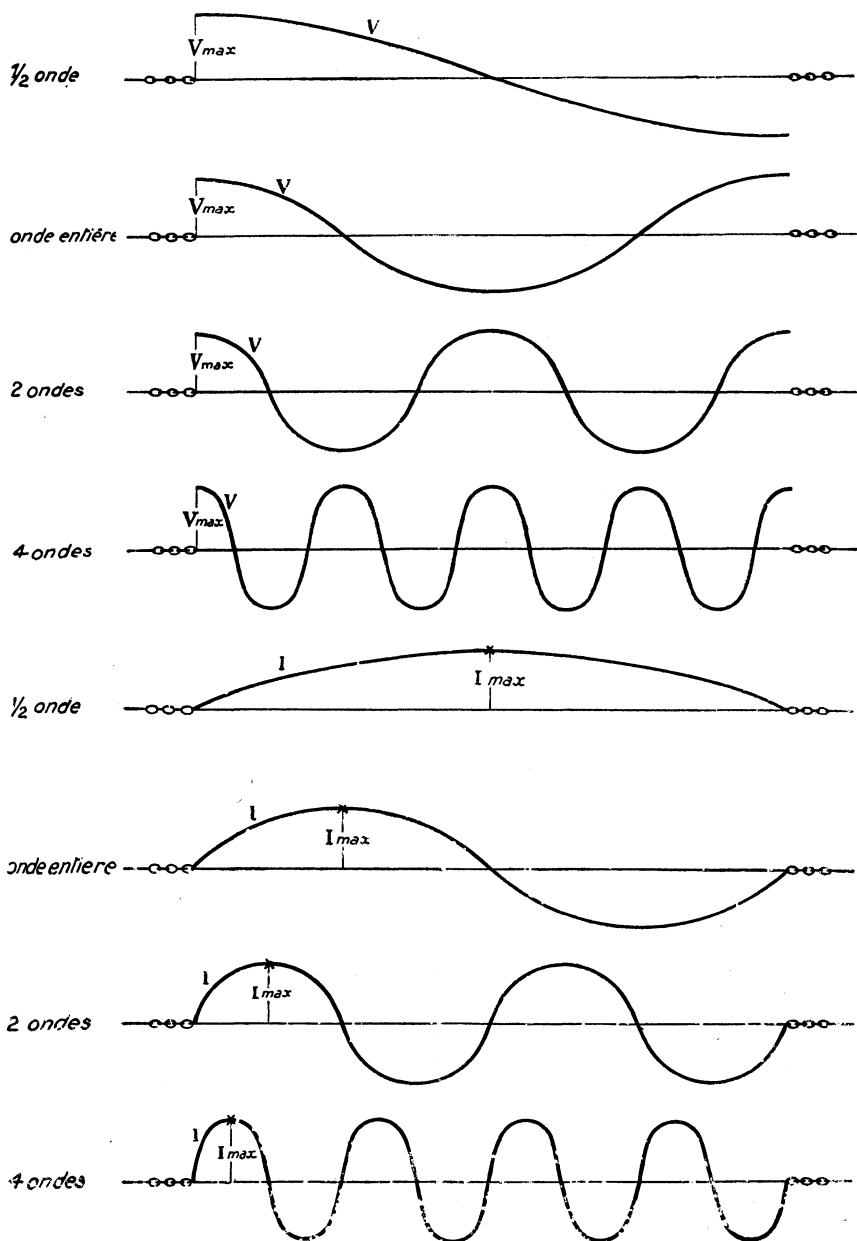 V
Vmax
½ onde
V
Vmax
onde entière
V
Vmax
2 ondes
V
Vmax
4 ondes
I
I max
½ onde
I
I max
onde entiere
I
I max
2 ondes
I
I max
4 ondes